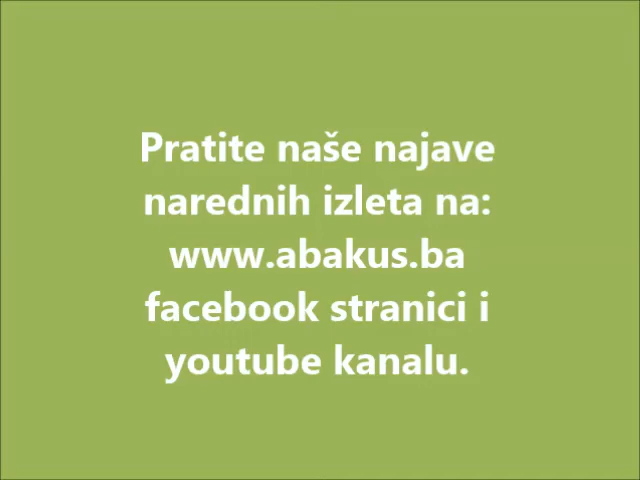 Pratite naše najave
narednih izleta na:
www.abakus.ba
facebook stranici i
youtube kanalu.